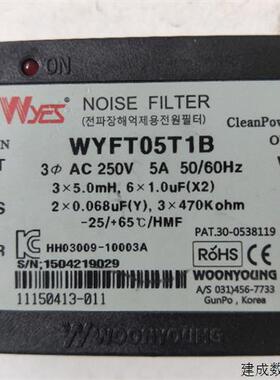 ON
WYES NOISE FILTER
(전파장해억제용전원필터)
CleanPow
WYFT05T1B
3Φ AC 250V 5A 50/60Hz
3×5.0mH, 6×1.0uF(X2)
2×0.068uF(Y), 3×470Kohm
-25/+65℃/HMF
PAT.30-0538119
HH03009-10003A
S/N:1504219029
RoHS
CE
WOONYOUNG
A/S 031)456-7733
GunPo , Korea
11150413-011
WOONYOUNG
建成数